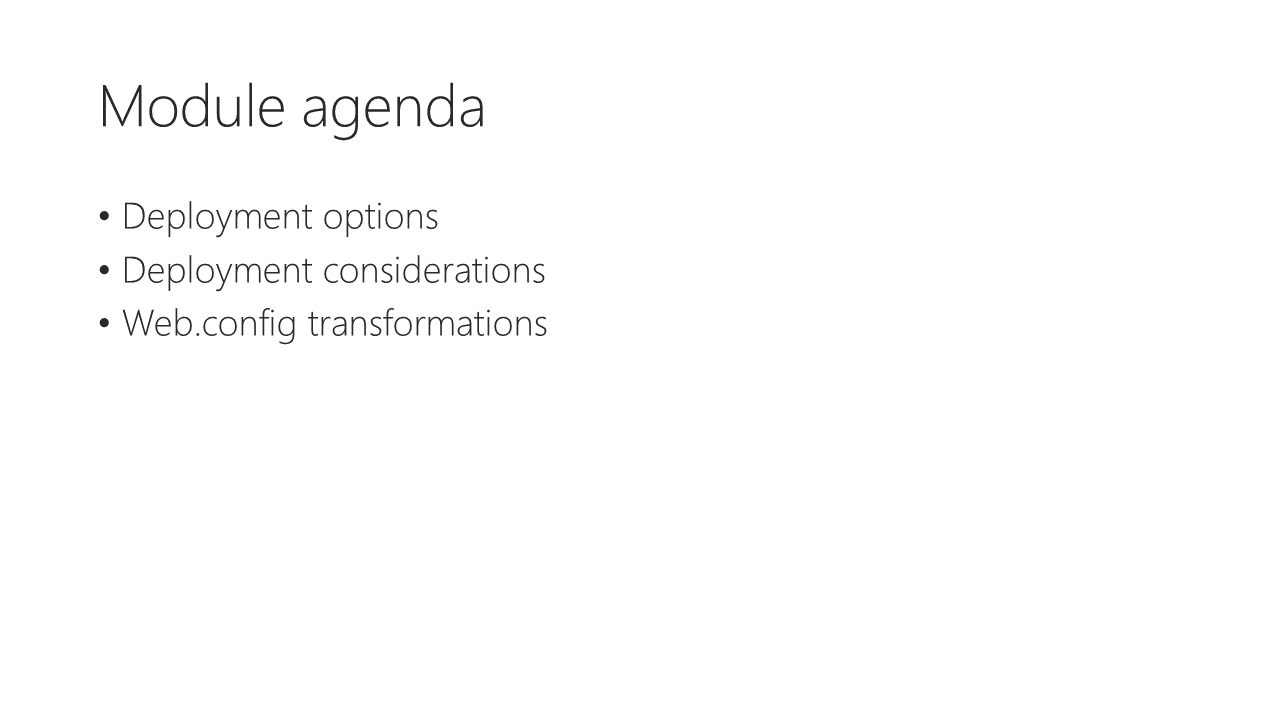 Module agenda
• Deployment options
• Deployment considerations
• Web.config transformations